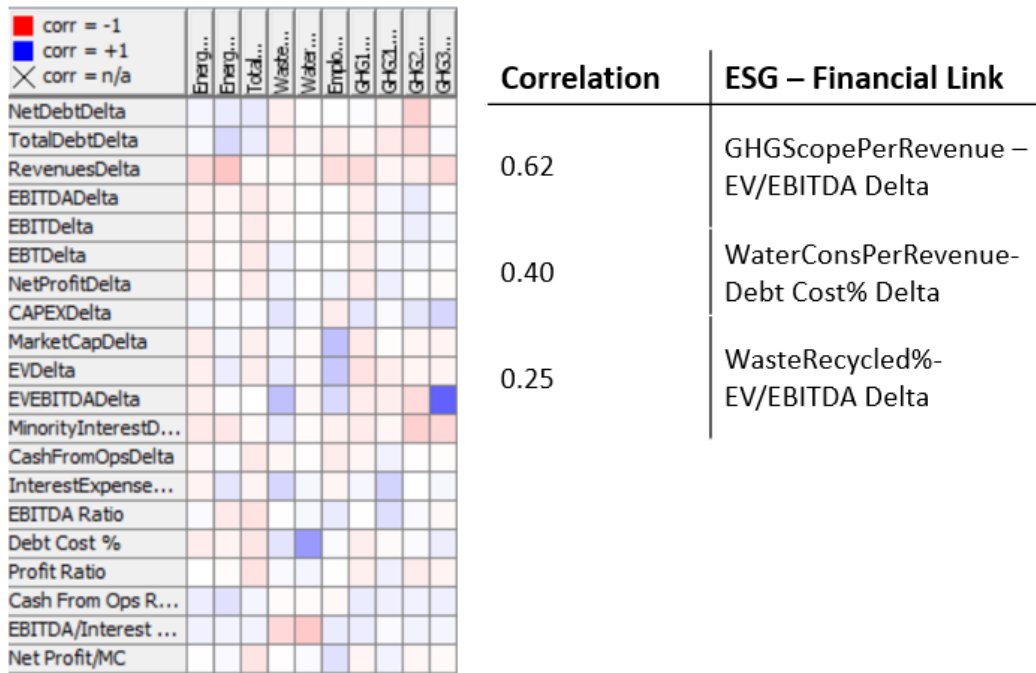 corr = -1
corr = +1
corr = n/a
Energ...
Energ...
Total...
Waste...
Water...
Emplo...
GHG1...
GHG2...
GHG3...
NetDebtDelta
TotalDebtDelta
RevenuesDelta
EBITDADelta
EBITDelta
EBTDelta
NetProfitDelta
CAPEXDelta
MarketCapDelta
EVDelta
EVEBITDADelta
MinorityInterestD...
CashFromOpsDelta
InterestExpense...
EBITDA Ratio
Debt Cost %
Profit Ratio
Cash From Ops R...
EBITDA/Interest ...
Net Profit/MC
Correlation
ESG – Financial Link
0.62
GHGScopePerRevenue –
EV/EBITDA Delta
0.40
WaterConsPerRevenue-
Debt Cost% Delta
0.25
WasteRecycled%-
EV/EBITDA Delta